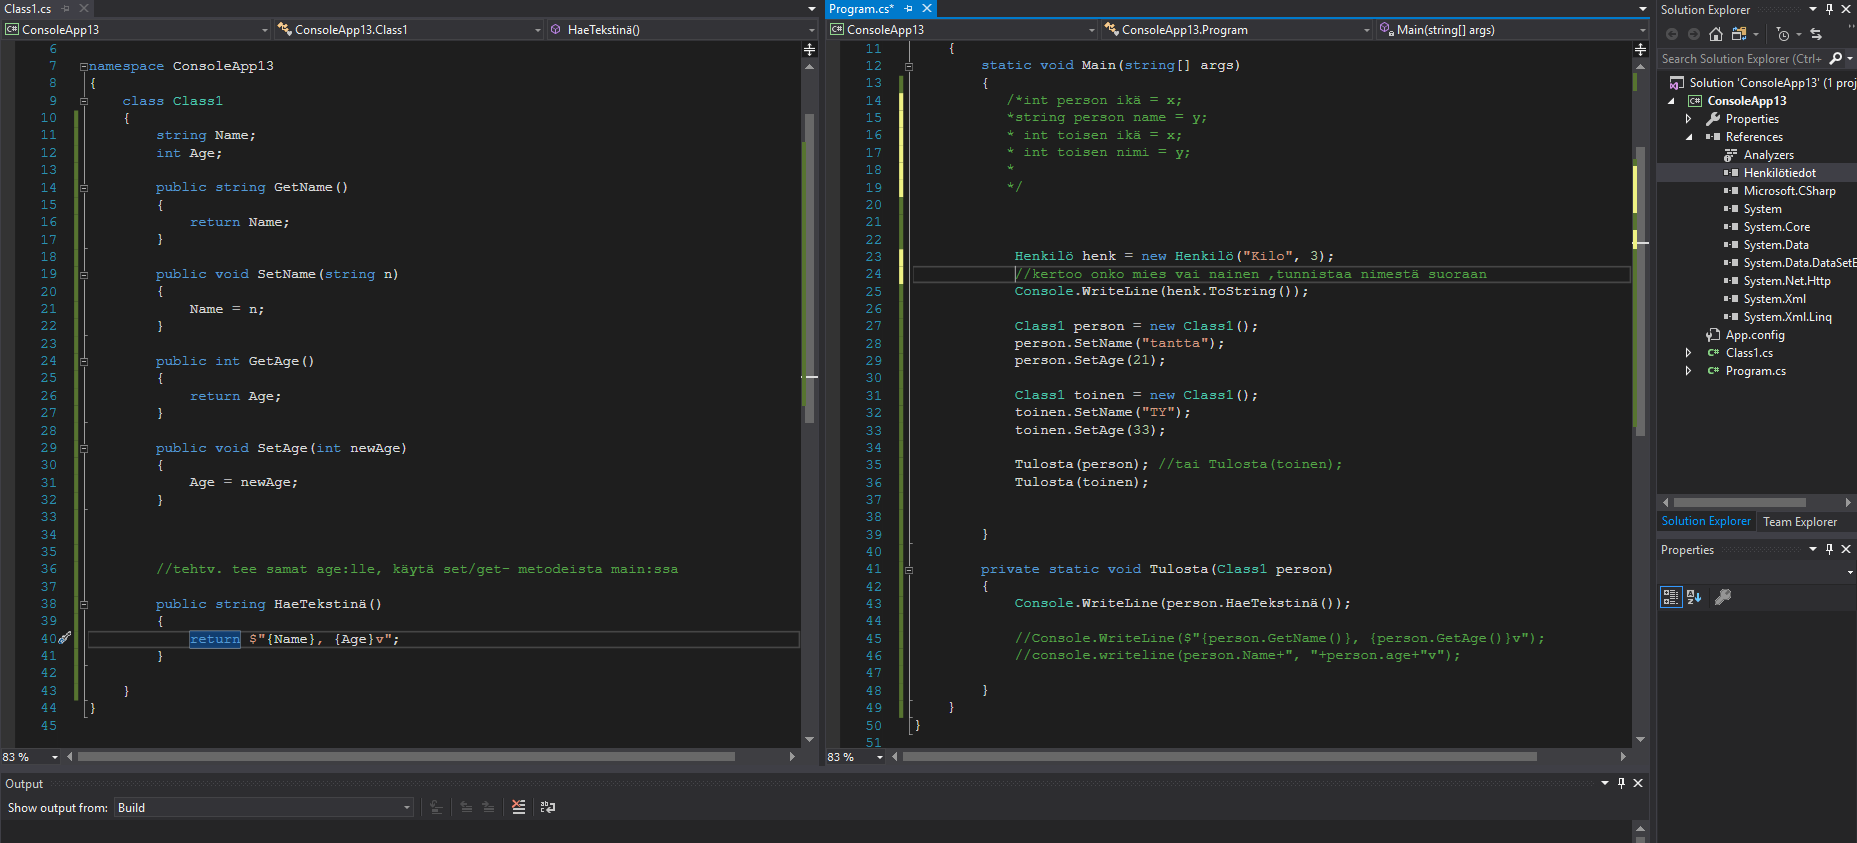 Class1.cs
ConsoleApp13
ConsoleApp13.Class1
HaeTekstinä()
6
7 namespace ConsoleApp13
8 {
9 class Class1
10 {
11 string Name;
12 int Age;
13
14 public string GetName()
15 {
16 return Name;
17 }
18
19 public void SetName(string n)
20 {
21 Name = n;
22 }
23
24 public int GetAge()
25 {
26 return Age;
27 }
28
29 public void SetAge(int newAge)
30 {
31 Age = newAge;
32 }
33
34
35
36 //tehtv. tee samat age:lle, käytä set/get- metodeista main:ssa
37
38 public string HaeTekstinä()
39 {
40 return $"{Name}, {Age}v";
41 }
42
43 }
44 }
45
83 %
Program.cs*
ConsoleApp13
ConsoleApp13.Program
Main(string[] args)
11 {
12 static void Main(string[] args)
13 {
14 /*int person ikä = x;
15 *string person name = y;
16 * int toisen ikä = x;
17 * int toisen nimi = y;
18 *
19 */
20
21
22
23 Henkilö henk = new Henkilö("Kilo", 3);
24 //kertoo onko mies vai nainen ,tunnistaa nimestä suoraan
25 Console.WriteLine(henk.ToString());
26
27 Class1 person = new Class1();
28 person.SetName("tantta");
29 person.SetAge(21);
30
31 Class1 toinen = new Class1();
32 toinen.SetName("TY");
33 toinen.SetAge(33);
34
35 Tulosta(person); //tai Tulosta(toinen);
36 Tulosta(toinen);
37
38
39 }
40
41 private static void Tulosta(Class1 person)
42 {
43 Console.WriteLine(person.HaeTekstinä());
44
45 //Console.WriteLine($"{person.GetName()}, {person.GetAge()}v");
46 //console.writeline(person.Name+", "+person.age+"v");
47
48 }
49 }
50 }
51
83 %
Solution Explorer
Search Solution Explorer (Ctrl+
Solution 'ConsoleApp13' (1 proj
C# ConsoleApp13
Properties
References
Analyzers
Henkilötiedot
Microsoft.CSharp
System
System.Core
System.Data
System.Data.DataSetE
System.Net.Http
System.Xml
System.Xml.Linq
App.config
C# Class1.cs
C# Program.cs
Solution Explorer Team Explorer
Properties
Output
Show output from: Build